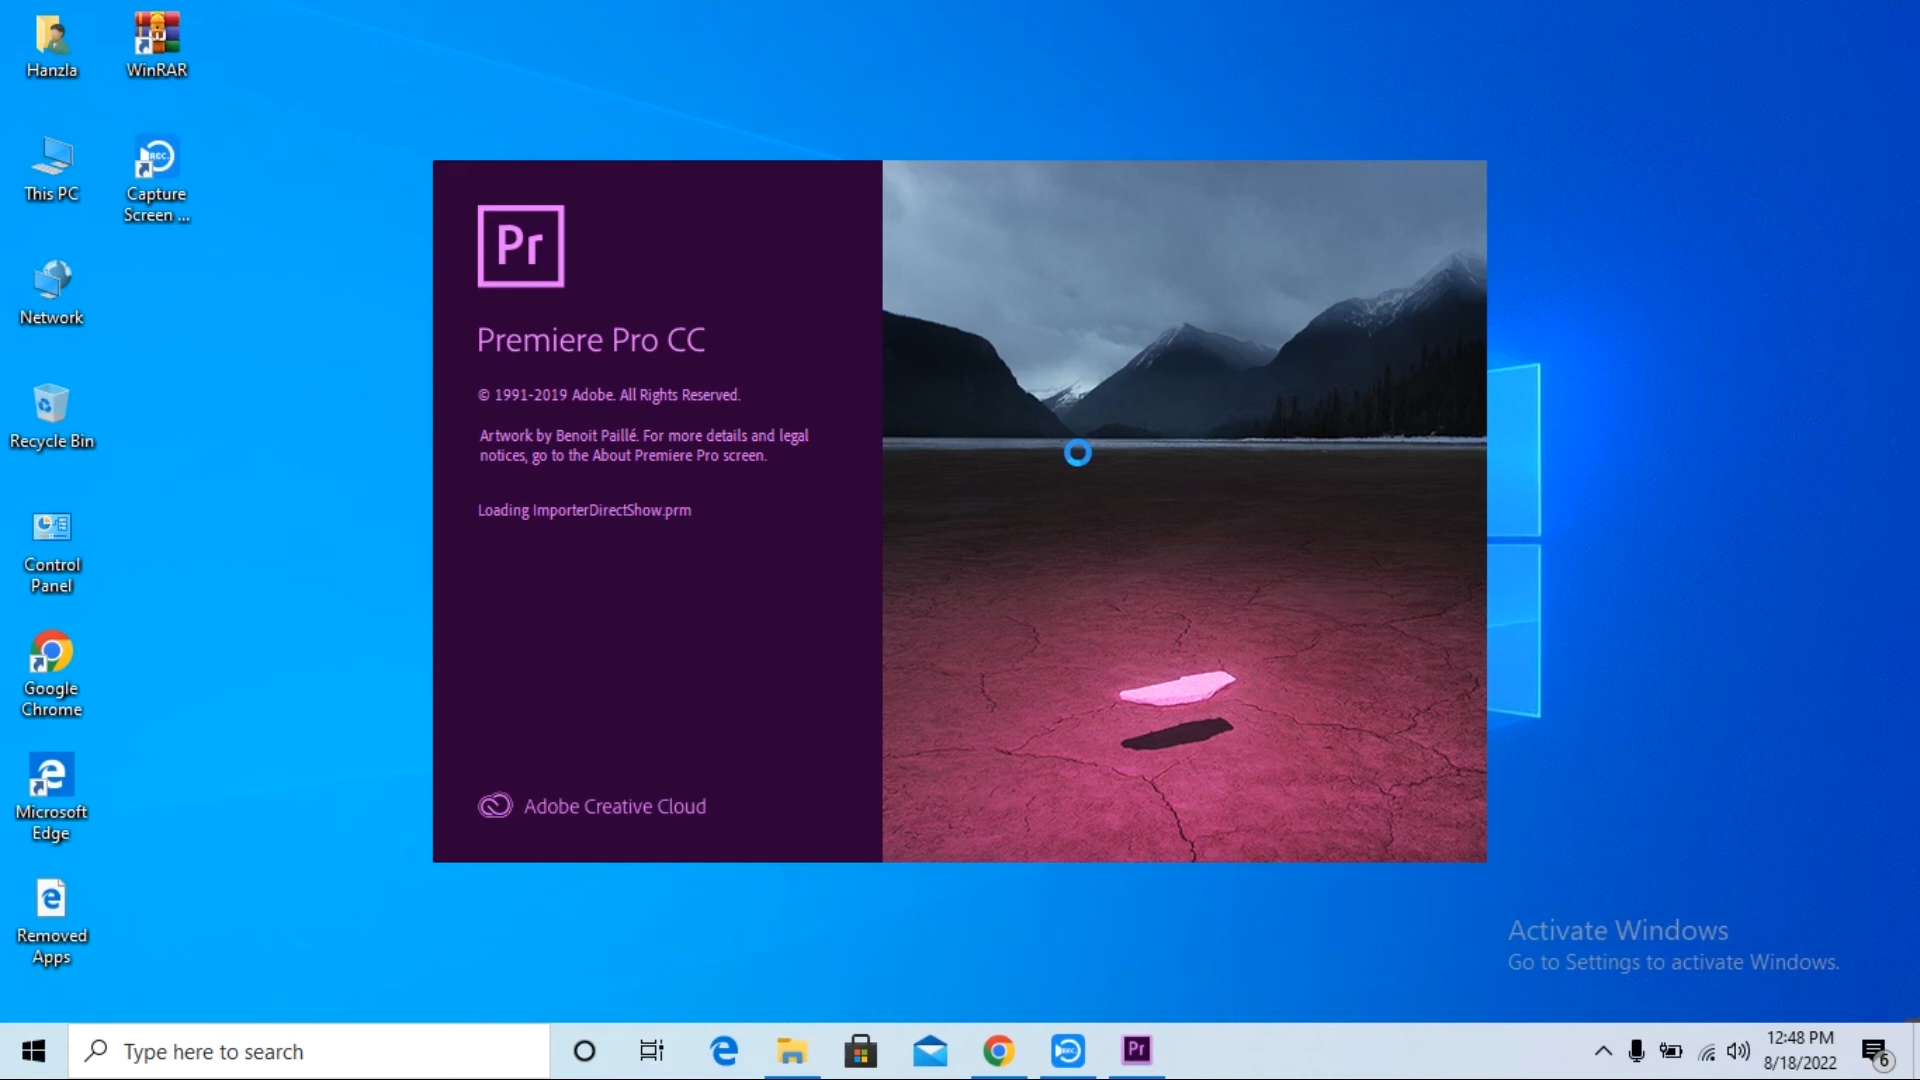 Hanzla
WinRAR
This PC
REC
Capture
Screen ...
Network
Recycle Bin
Control
Panel
Google
Chrome
Microsoft
Edge
Removed
Apps
Pr
Premiere Pro CC
© 1991-2019 Adobe. All Rights Reserved.
Artwork by Benoit Paillé. For more details and legal
notices, go to the About Premiere Pro screen.
Loading ImporterDirectShow.prm
Adobe Creative Cloud
Activate Windows
Go to Settings to activate Windows.
Type here to search
REC
Pr
12:48 PM
8/18/2022
6